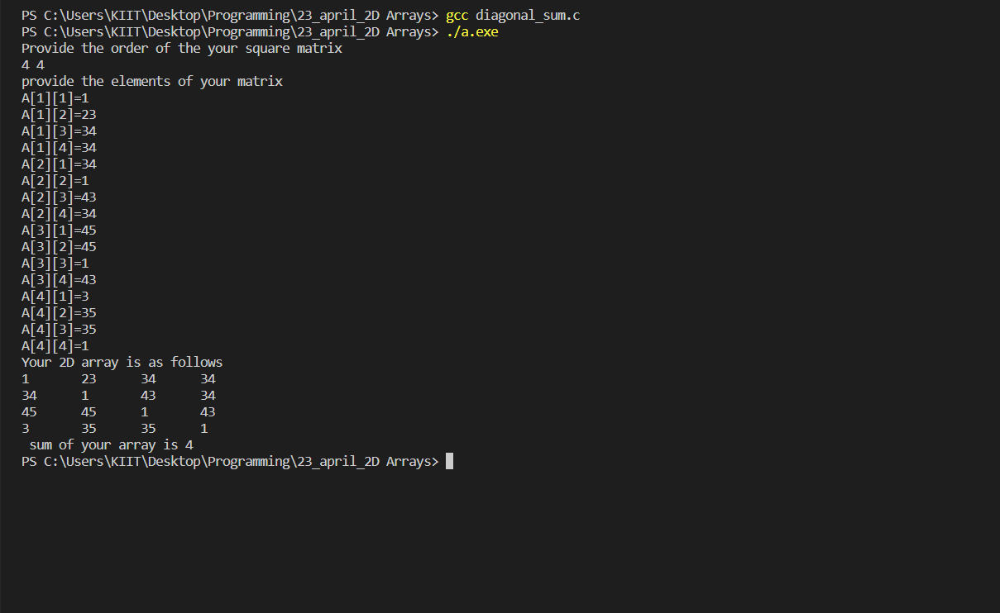 PS C:\Users\KIIT\Desktop\Programming\23_april_2D Arrays> gcc diagonal_sum.c
PS C:\Users\KIIT\Desktop\Programming\23_april_2D Arrays> ./a.exe
Provide the order of the your square matrix
4 4
provide the elements of your matrix
A[1][1]=1
A[1][2]=23
A[1][3]=34
A[1][4]=34
A[2][1]=34
A[2][2]=1
A[2][3]=43
A[2][4]=34
A[3][1]=45
A[3][2]=45
A[3][3]=1
A[3][4]=43
A[4][1]=3
A[4][2]=35
A[4][3]=35
A[4][4]=1
Your 2D array is as follows
1       23      34      34
34      1       43      34
45      45      1       43
3       35      35      1
 sum of your array is 4
PS C:\Users\KIIT\Desktop\Programming\23_april_2D Arrays>